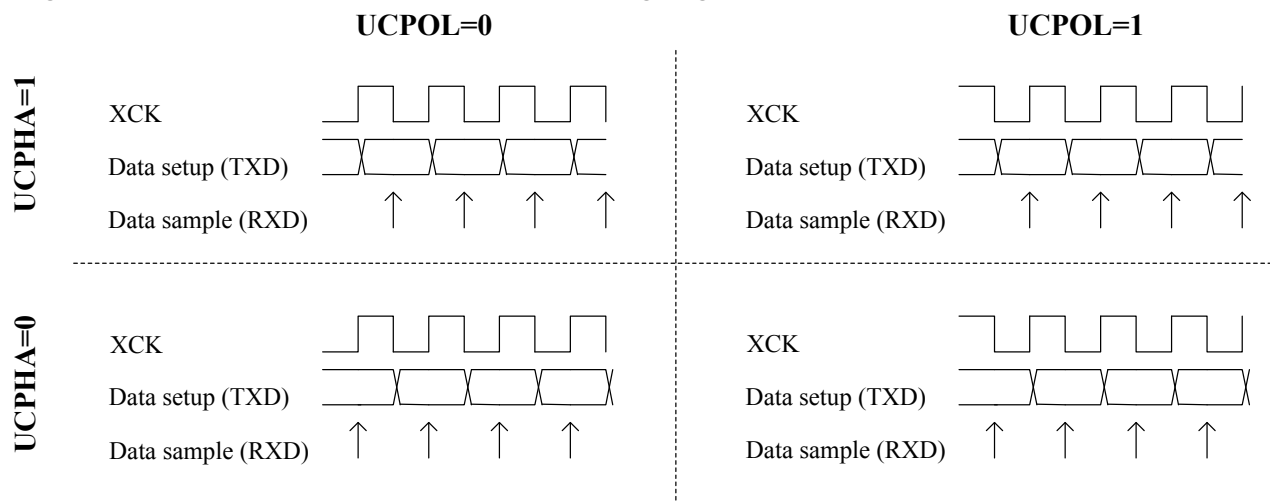 UCPOL=0
UCPOL=1
UCPHA=1
XCK
Data setup (TXD)
Data sample (RXD)
XCK
Data setup (TXD)
Data sample (RXD)
UCPHA=0
XCK
Data setup (TXD)
Data sample (RXD)
XCK
Data setup (TXD)
Data sample (RXD)